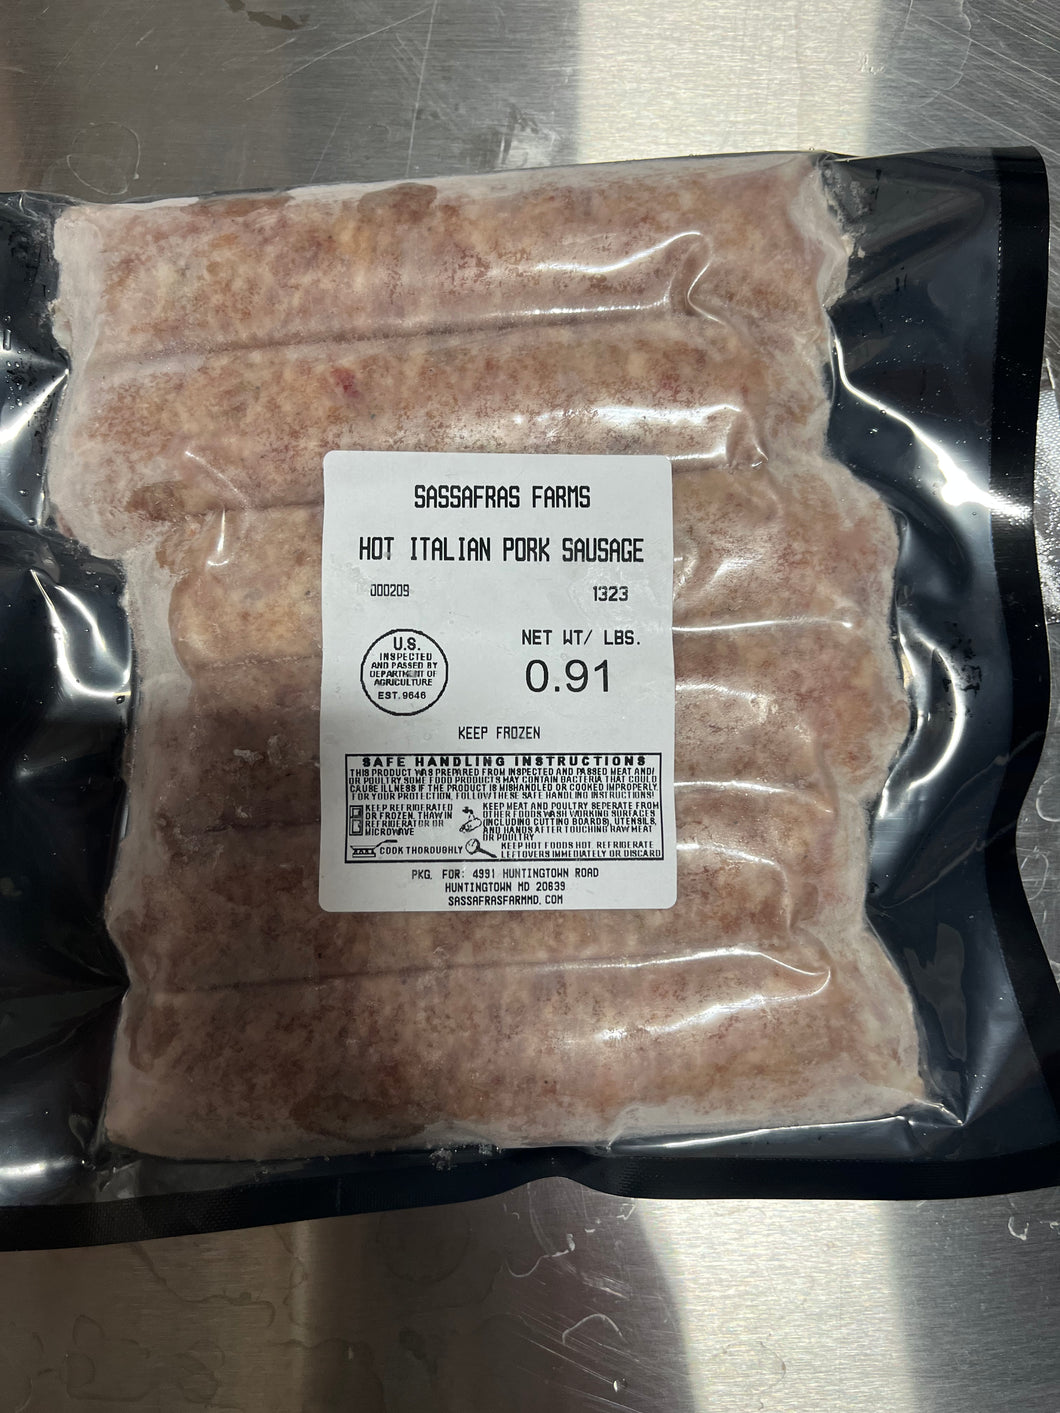 SASSAFRAS FARMS
HOT ITALIAN PORK SAUSAGE
000209 1323
U.S.
INSPECTED
AND PASSED BY
DEPARTMENT OF
AGRICULTURE
EST. 9646
NET WT/ LBS.
0.91
KEEP FROZEN
SAFE HANDLING INSTRUCTIONS
THIS PRODUCT WAS PREPARED FROM INSPECTED AND PASSED MEAT AND/
OR POULTRY. SOME FOOD PRODUCTS MAY CONTAIN BACTERIA THAT COULD
CAUSE ILLNESS IF THE PRODUCT IS MISHANDLED OR COOKED IMPROPERLY.
FOR YOUR PROTECTION, FOLLOW THESE SAFE HANDLING INSTRUCTIONS!
KEEP REFRIGERATED
OR FROZEN. THAW IN
REFRIGERATOR OR
MICROWAVE
KEEP MEAT AND POULTRY SEPERATE FROM
OTHER FOODS WASH WORKING SURFACES
(INCLUDING CUTTING BOARDS), UTENSILS,
AND HANDS AFTER TOUCHING RAW MEAT
OR POULTRY
COOK THOROUGHLY
KEEP HOT FOODS HOT. REFRIGERATE
LEFTOVERS IMMEDIATELY OR DISCARD
PKG. FOR: 4991 HUNTINGTOWN ROAD
HUNTINGTOWN MD 20639
SASSAFRASFARMMD.COM